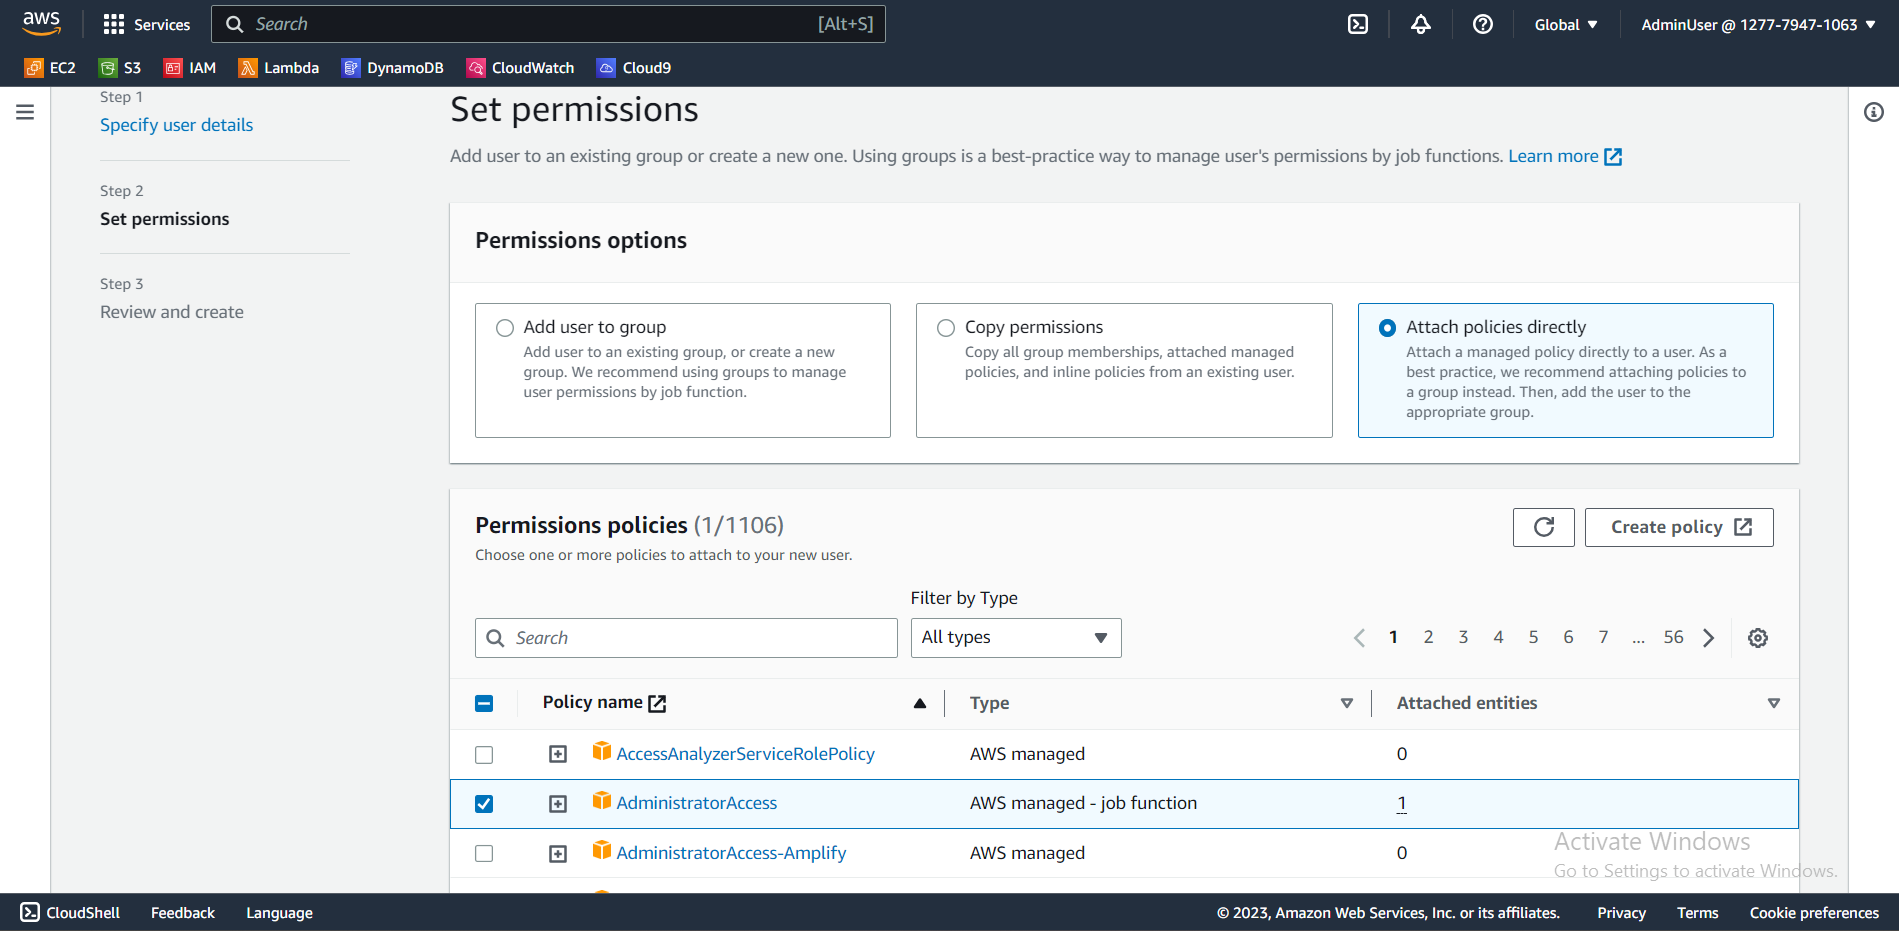 aws
Services
Search
[Alt+S]
Global
AdminUser @ 1277-7947-1063
EC2
S3
IAM
Lambda
DynamoDB
CloudWatch
Cloud9
Step 1
Specify user details
Step 2
Set permissions
Step 3
Review and create
Set permissions
Add user to an existing group or create a new one. Using groups is a best-practice way to manage user's permissions by job functions. Learn more
Permissions options
Add user to group
Add user to an existing group, or create a new
group. We recommend using groups to manage
user permissions by job function.
Copy permissions
Copy all group memberships, attached managed
policies, and inline policies from an existing user.
Attach policies directly
Attach a managed policy directly to a user. As a
best practice, we recommend attaching policies to
a group instead. Then, add the user to the
appropriate group.
Permissions policies (1/1106)
Choose one or more policies to attach to your new user.
Create policy
Filter by Type
Search
All types
1 2 3 4 5 6 7 ... 56
Policy name Type Attached entities
AccessAnalyzerServiceRolePolicy AWS managed 0
AdministratorAccess AWS managed - job function 1
AdministratorAccess-Amplify AWS managed 0
Activate Windows
Go to Settings to activate Windows.
CloudShell
Feedback
Language
© 2023, Amazon Web Services, Inc. or its affiliates.
Privacy
Terms
Cookie preferences